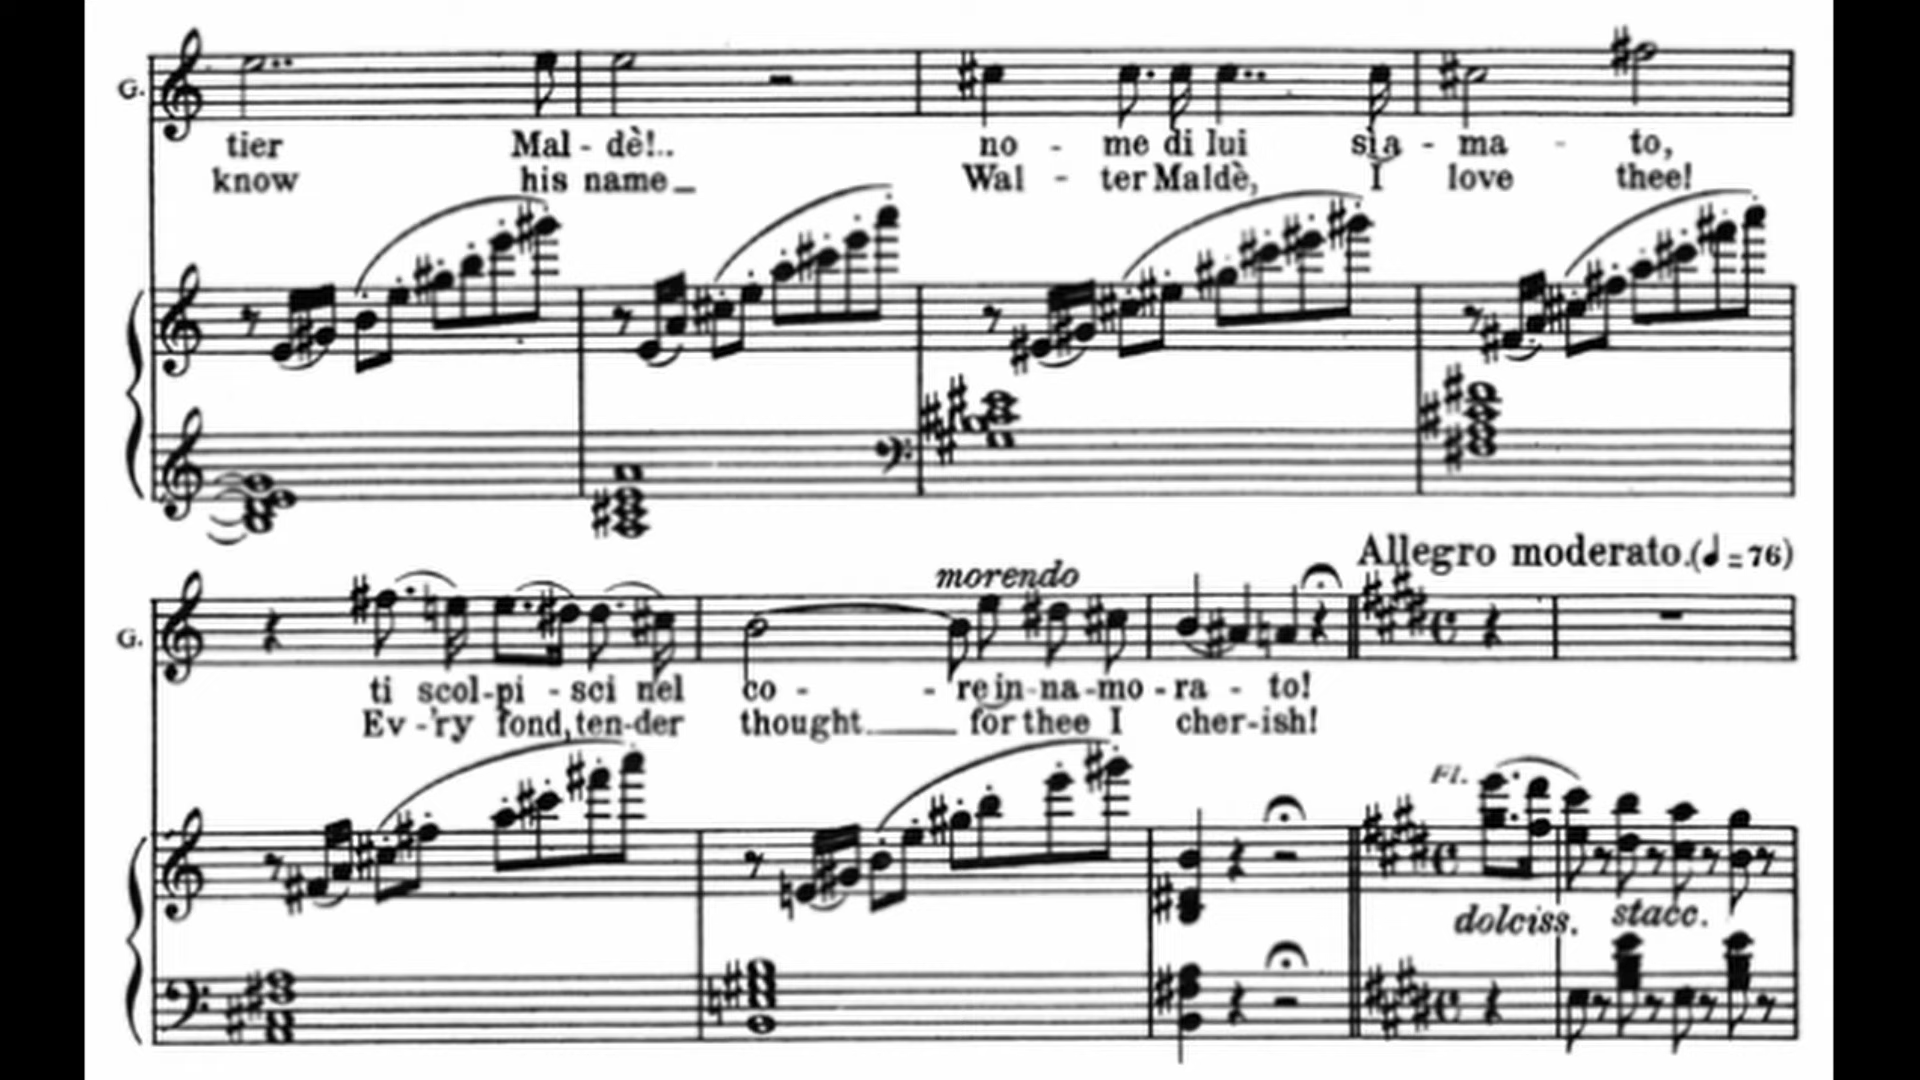 G.
tier Mal - dè!.. no - me di lui sì a - ma - to,
know his name_ Wal - ter Maldè, I love thee!
Allegro moderato. (♩ = 76)
morendo
G.
ti scol - pi - sci nel co - - re in - na - mo - ra - to!
Ev - 'ry fond, ten - der thought___ for thee I cher - ish!
Fl.
dolciss. stacc.